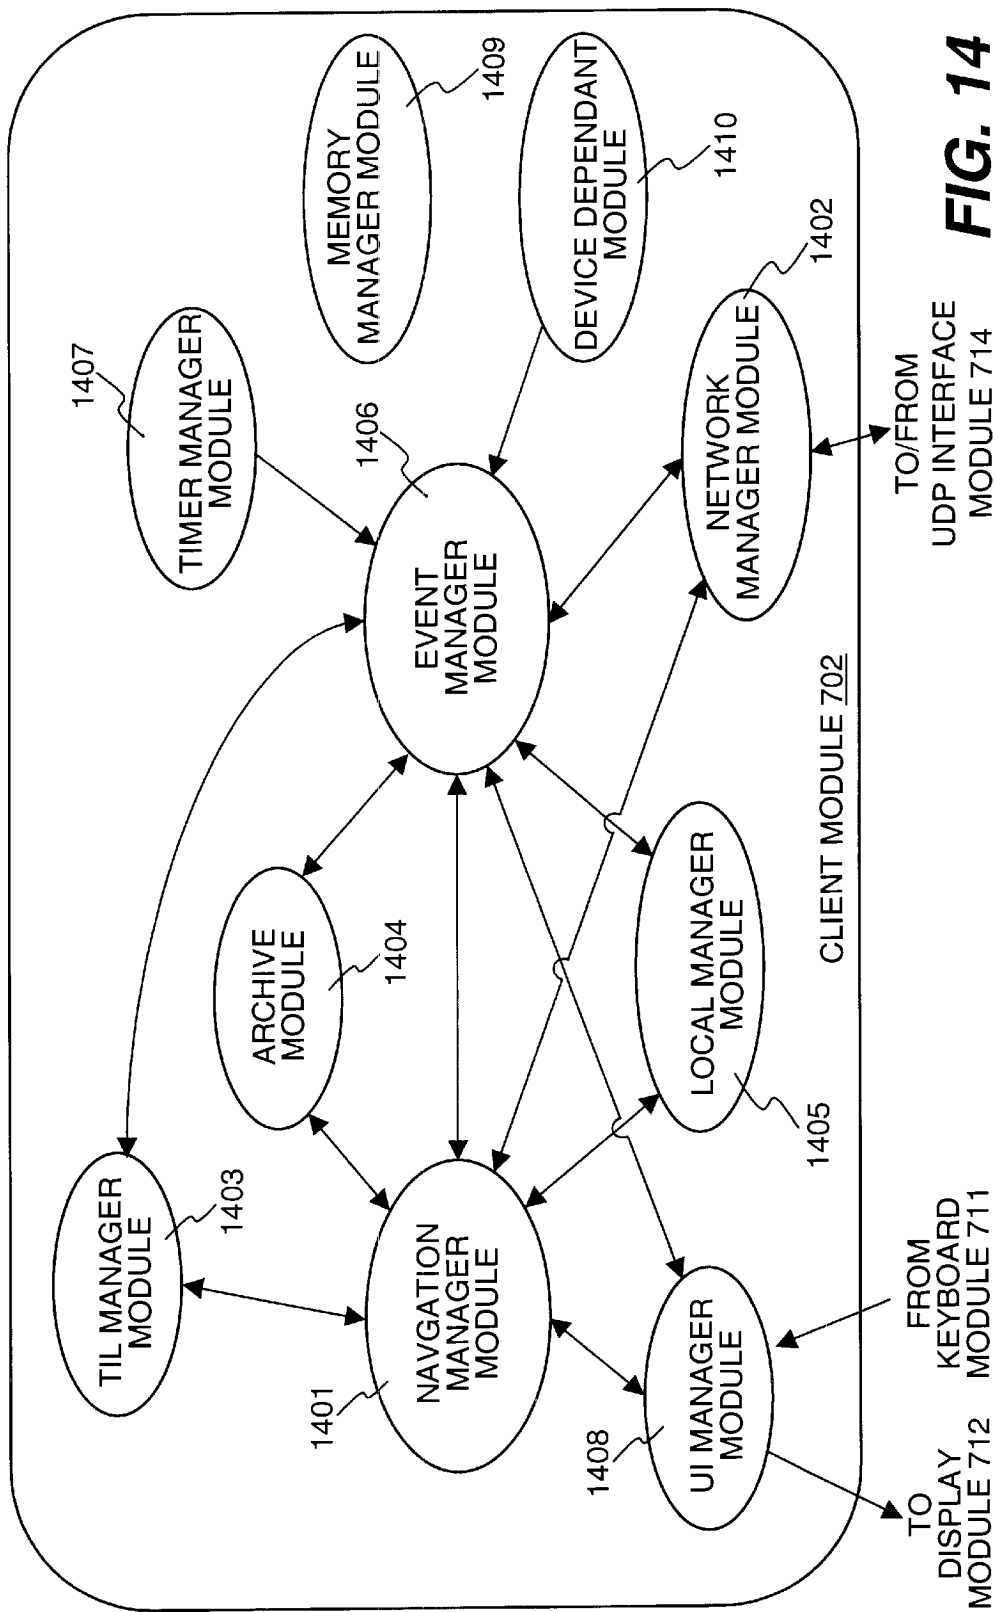 TIL MANAGER
MODULE
1403
ARCHIVE
MODULE
1404
TIMER MANAGER
MODULE
1407
MEMORY
MANAGER MODULE
1409
1401
NAVGATION
MANAGER
MODULE
EVENT
MANAGER
MODULE
1406
DEVICE DEPENDANT
MODULE
1410
1408
UI MANAGER
MODULE
LOCAL MANAGER
MODULE
1405
NETWORK
MANAGER MODULE
1402
CLIENT MODULE 702
TO
DISPLAY
MODULE 712
FROM
KEYBOARD
MODULE 711
TO/FROM
UDP INTERFACE
MODULE 714
FIG. 14